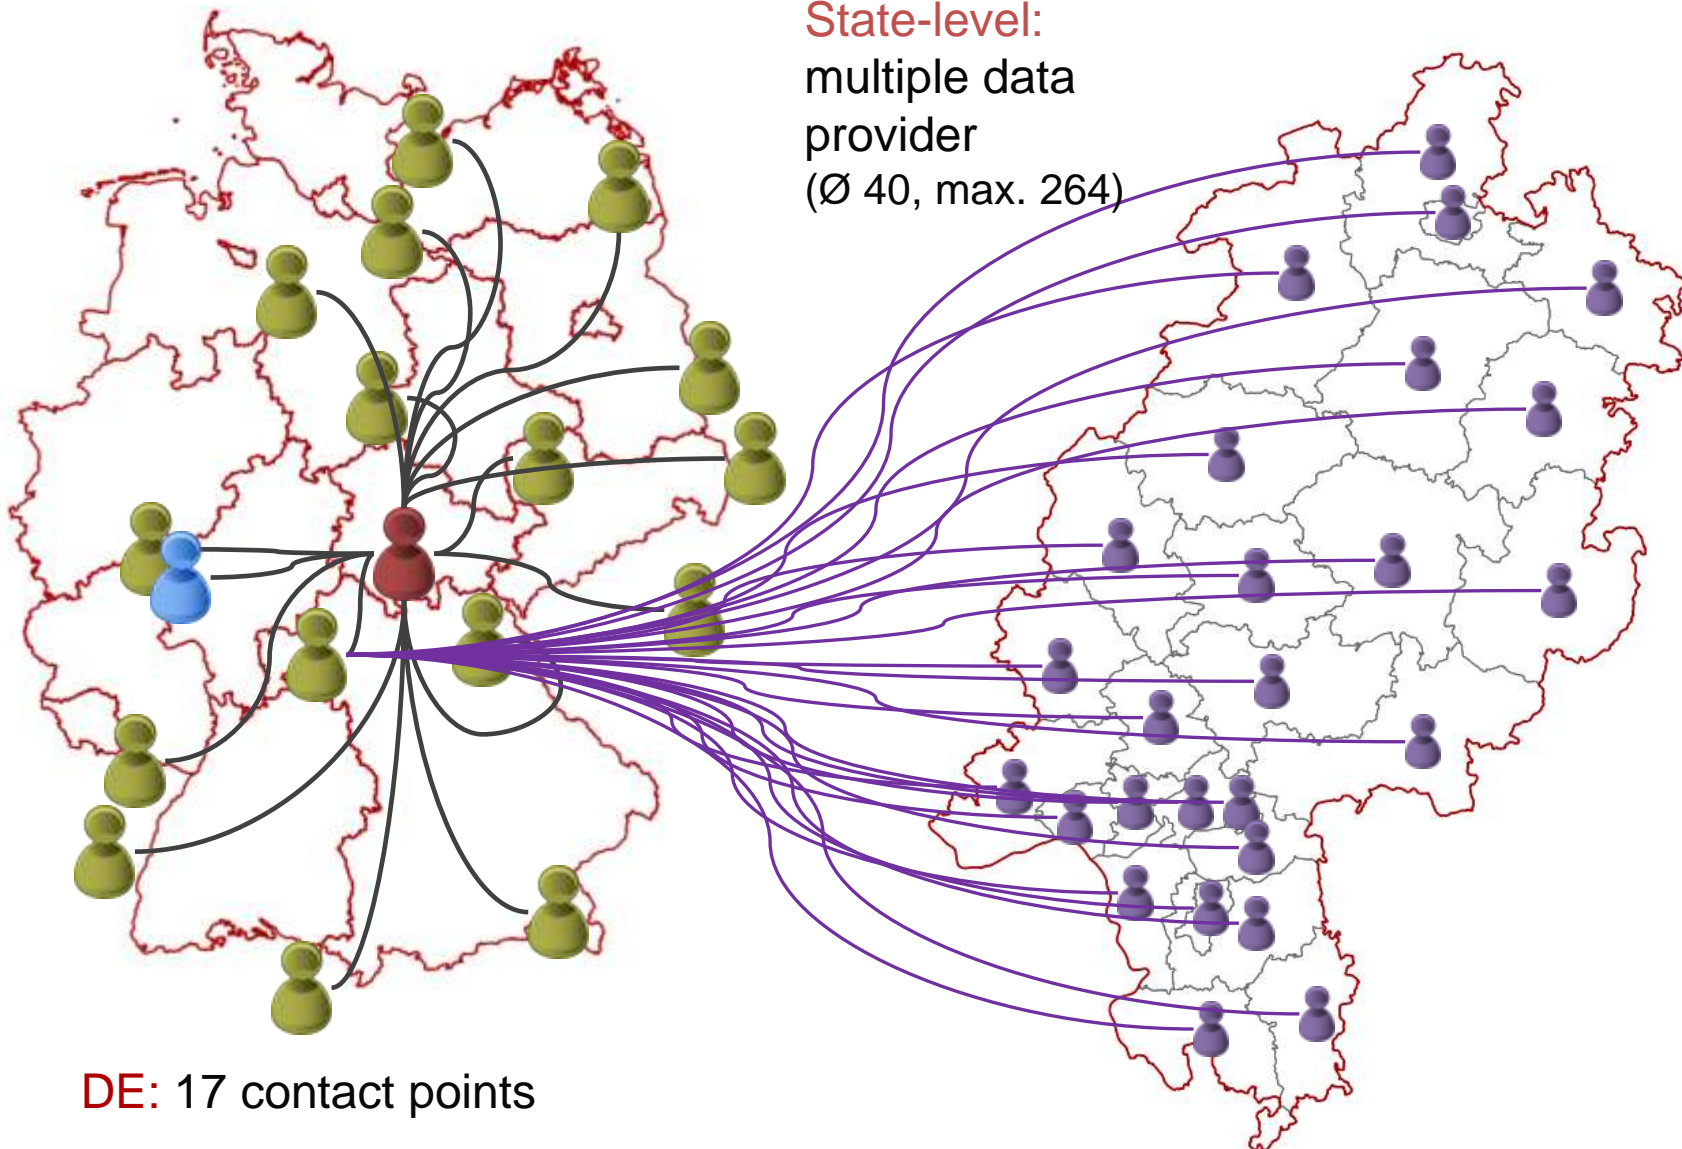 State-level:
multiple data
provider
(Ø 40, max. 264)
DE: 17 contact points